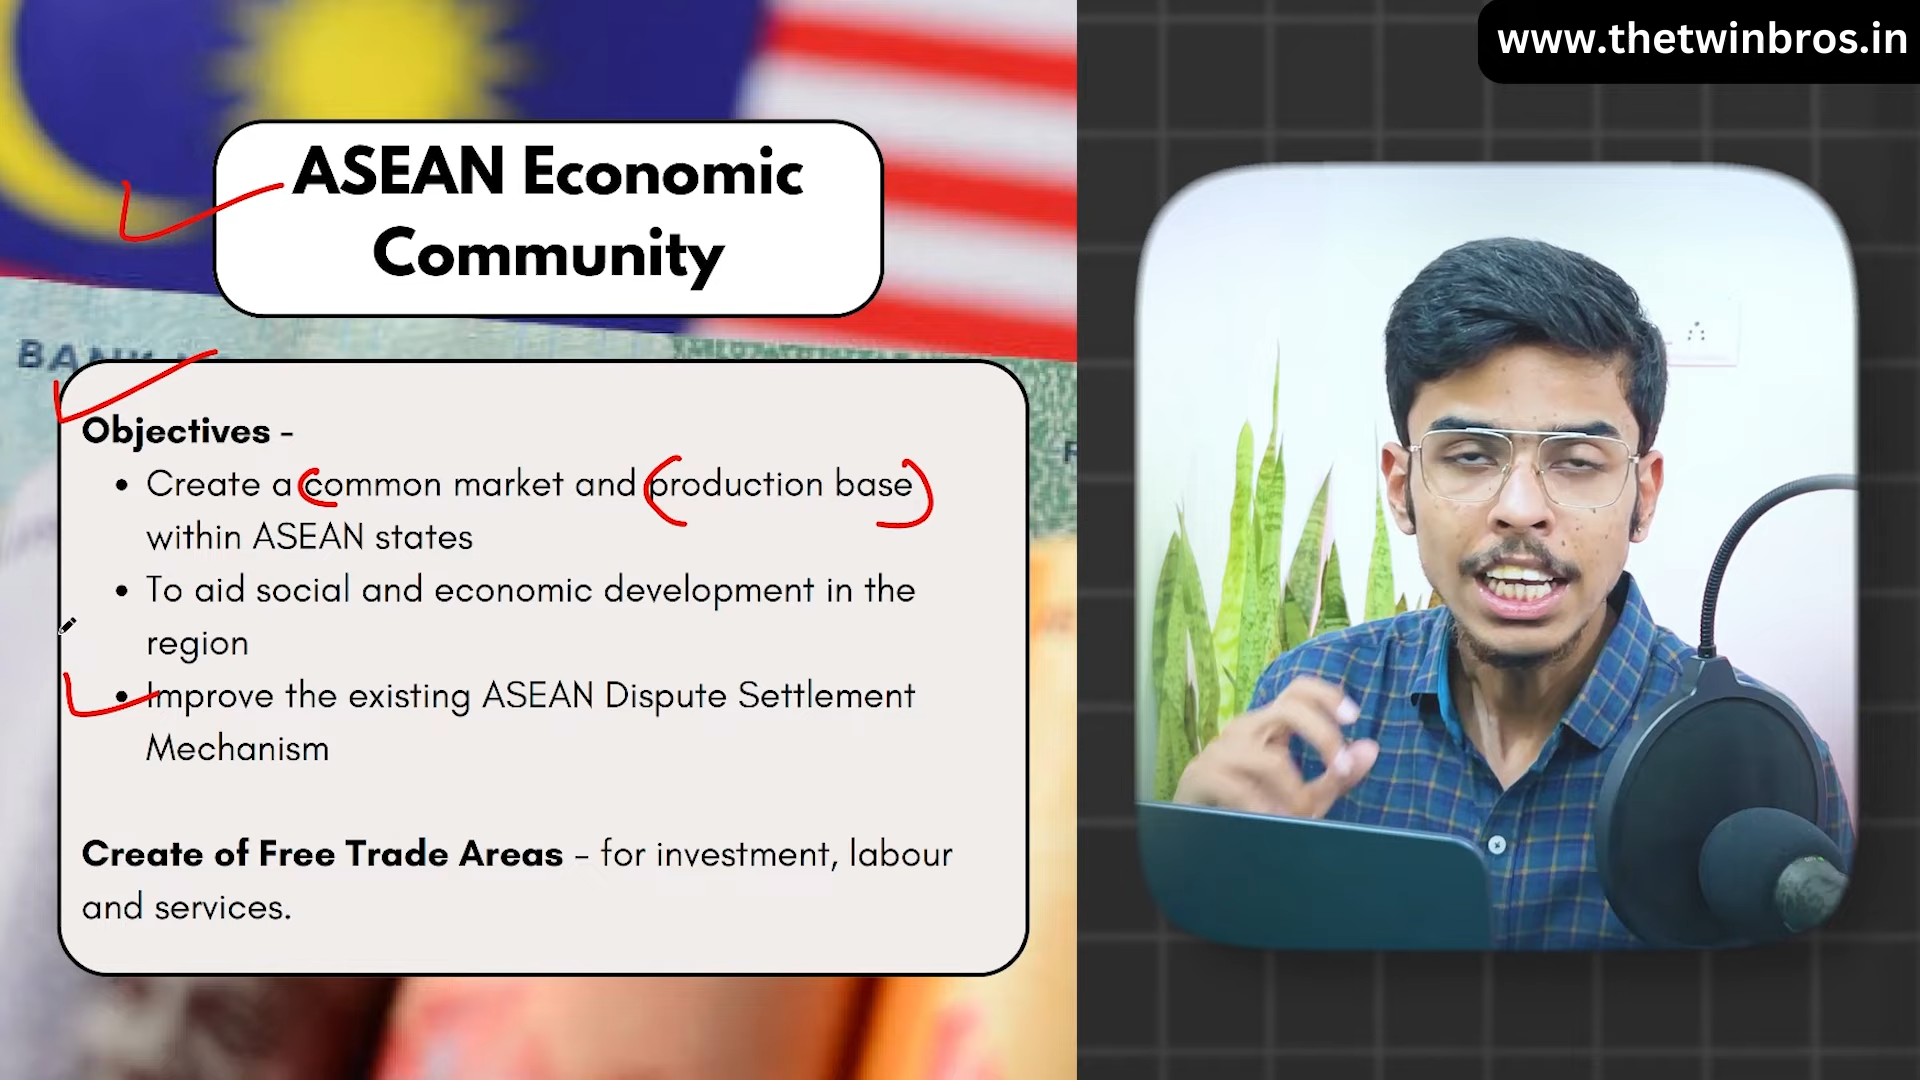 www.thetwinbros.in
ASEAN Economic
Community
Objectives -
Create a common market and production base
within ASEAN states
To aid social and economic development in the
region
Improve the existing ASEAN Dispute Settlement
Mechanism
Create of Free Trade Areas - for investment, labour
and services.